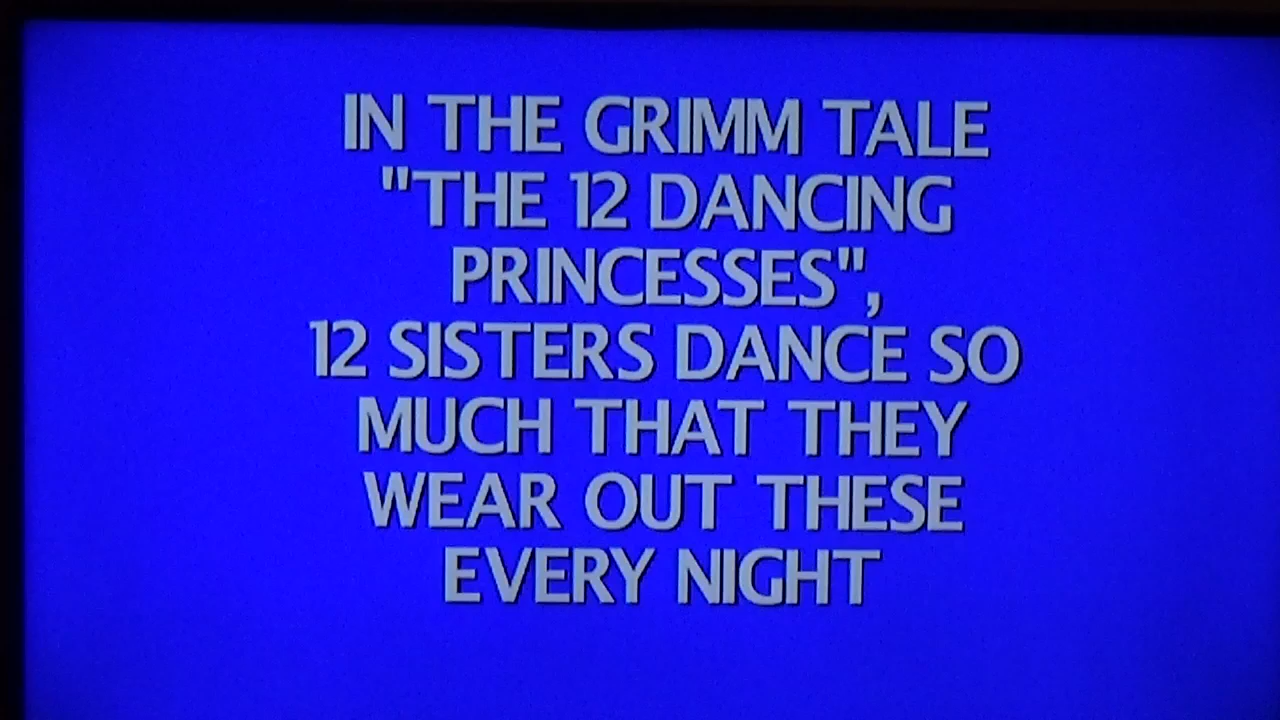 IN THE GRIMM TALE
"THE 12 DANCING
PRINCESSES",
12 SISTERS DANCE SO
MUCH THAT THEY
WEAR OUT THESE
EVERY NIGHT